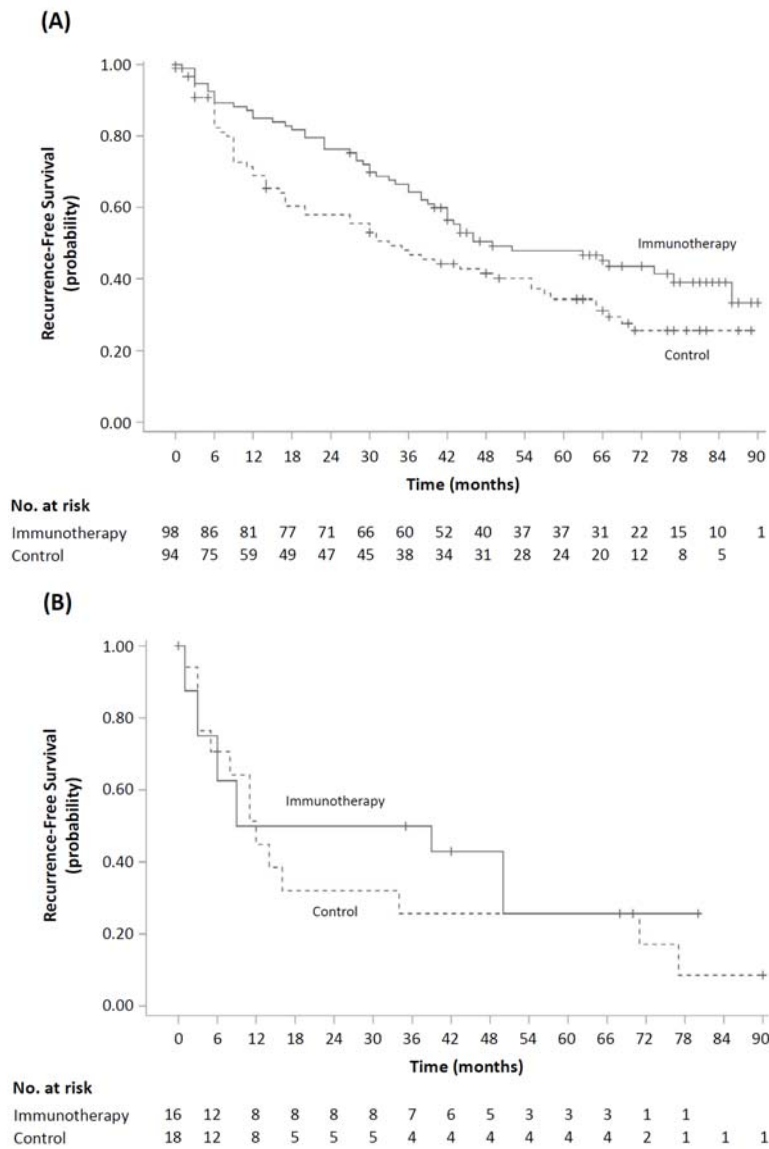 (A)
1.00
0.80
0.60
0.40
0.20
0.00
Recurrence-Free Survival
(probability)
Immunotherapy
Control
0 6 12 18 24 30 36 42 48 54 60 66 72 78 84 90
Time (months)
No. at risk
Immunotherapy 98 86 81 77 71 66 60 52 40 37 37 31 22 15 10 1
Control 94 75 59 49 47 45 38 34 31 28 24 20 12 8 5
(B)
1.00
0.80
0.60
0.40
0.20
0.00
Recurrence-Free Survival
(probability)
Immunotherapy
Control
0 6 12 18 24 30 36 42 48 54 60 66 72 78 84 90
Time (months)
No. at risk
Immunotherapy 16 12 8 8 8 8 7 6 5 3 3 3 1 1
Control 18 12 8 5 5 5 4 4 4 4 4 4 2 1 1 1